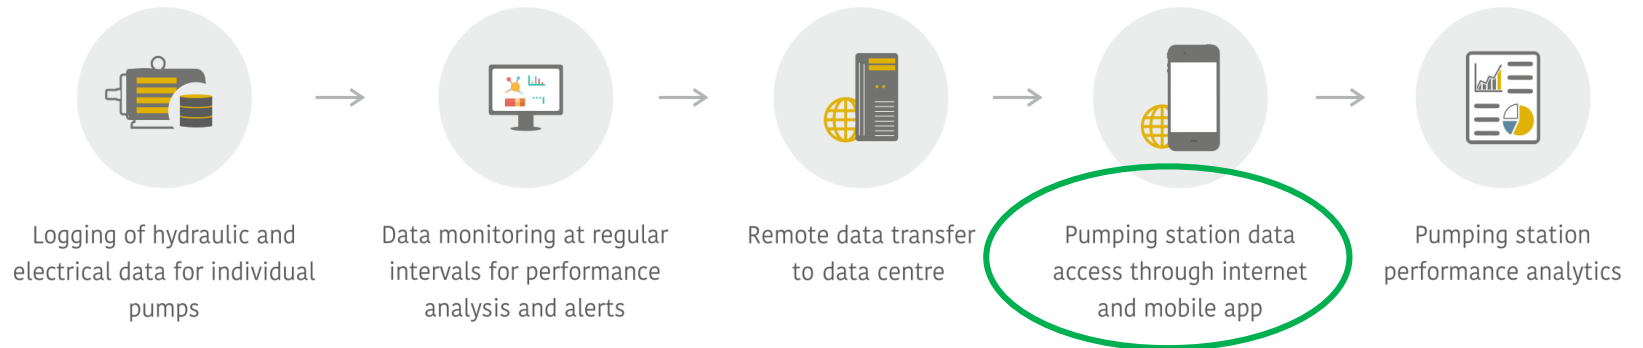 Logging of hydraulic and
electrical data for individual
pumps
Data monitoring at regular
intervals for performance
analysis and alerts
Remote data transfer
to data centre
Pumping station data
access through internet
and mobile app
Pumping station
performance analytics